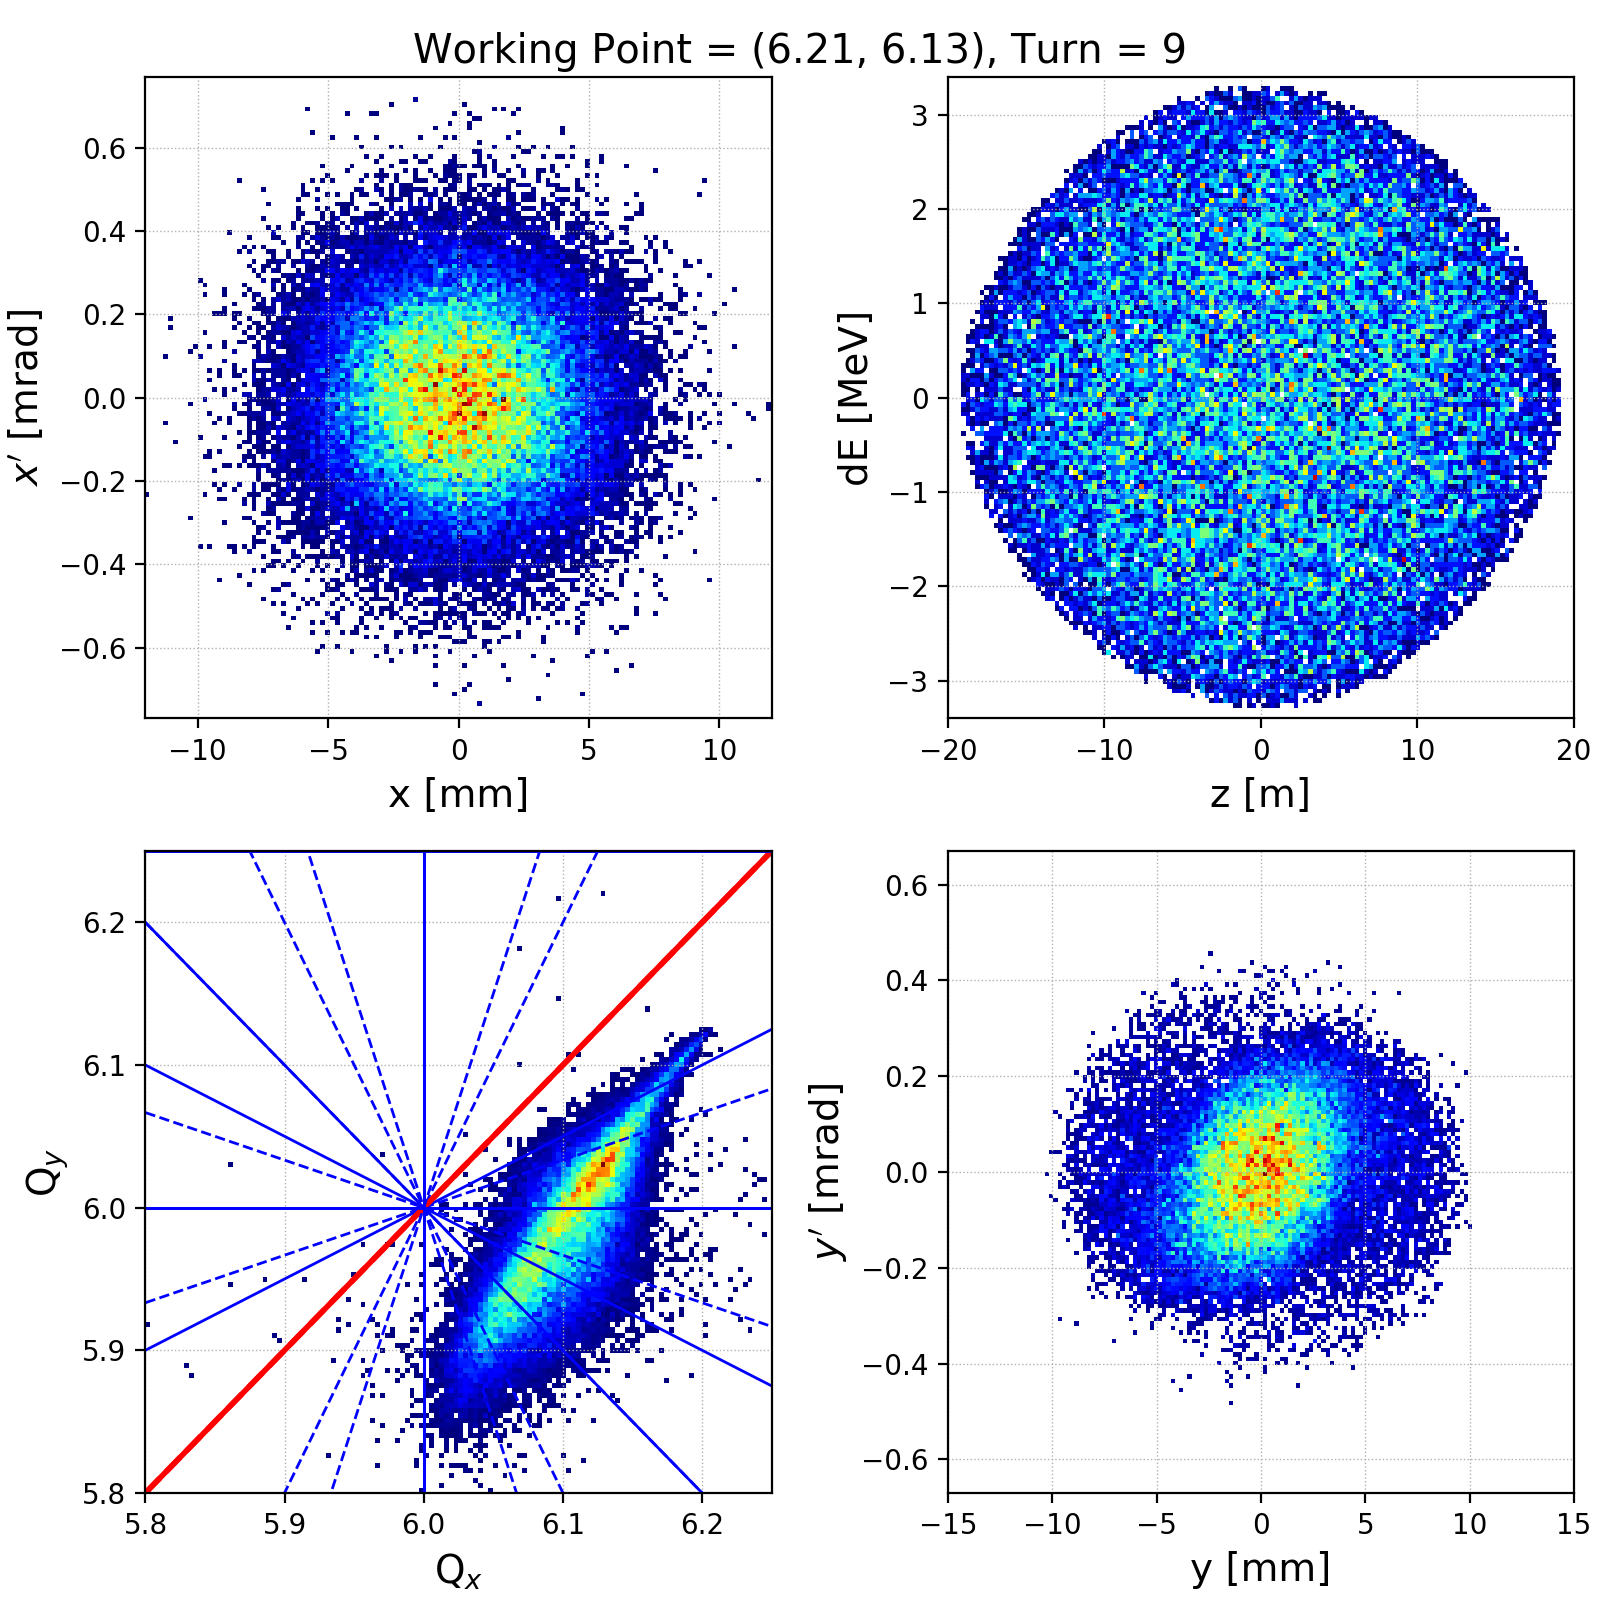 Working Point = (6.21, 6.13), Turn = 9
x′ [mrad]
0.6
0.4
0.2
0.0
−0.2
−0.4
−0.6
−10 −5 0 5 10
x [mm]
dE [MeV]
3
2
1
0
−1
−2
−3
−20 −10 0 10 20
z [m]
Qy
6.2
6.1
6.0
5.9
5.8
5.8 5.9 6.0 6.1 6.2
Qx
y′ [mrad]
0.6
0.4
0.2
0.0
−0.2
−0.4
−0.6
−15 −10 −5 0 5 10 15
y [mm]